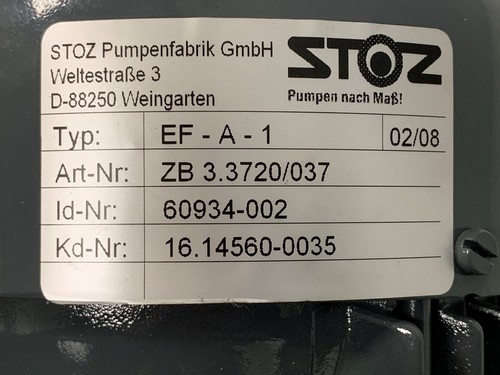 STOZ Pumpenfabrik GmbH
Weltestraße 3
D-88250 Weingarten
STOZ
Pumpen nach Maß!
Typ: EF - A - 1 02/08
Art-Nr: ZB 3.3720/037
Id-Nr: 60934-002
Kd-Nr: 16.14560-0035